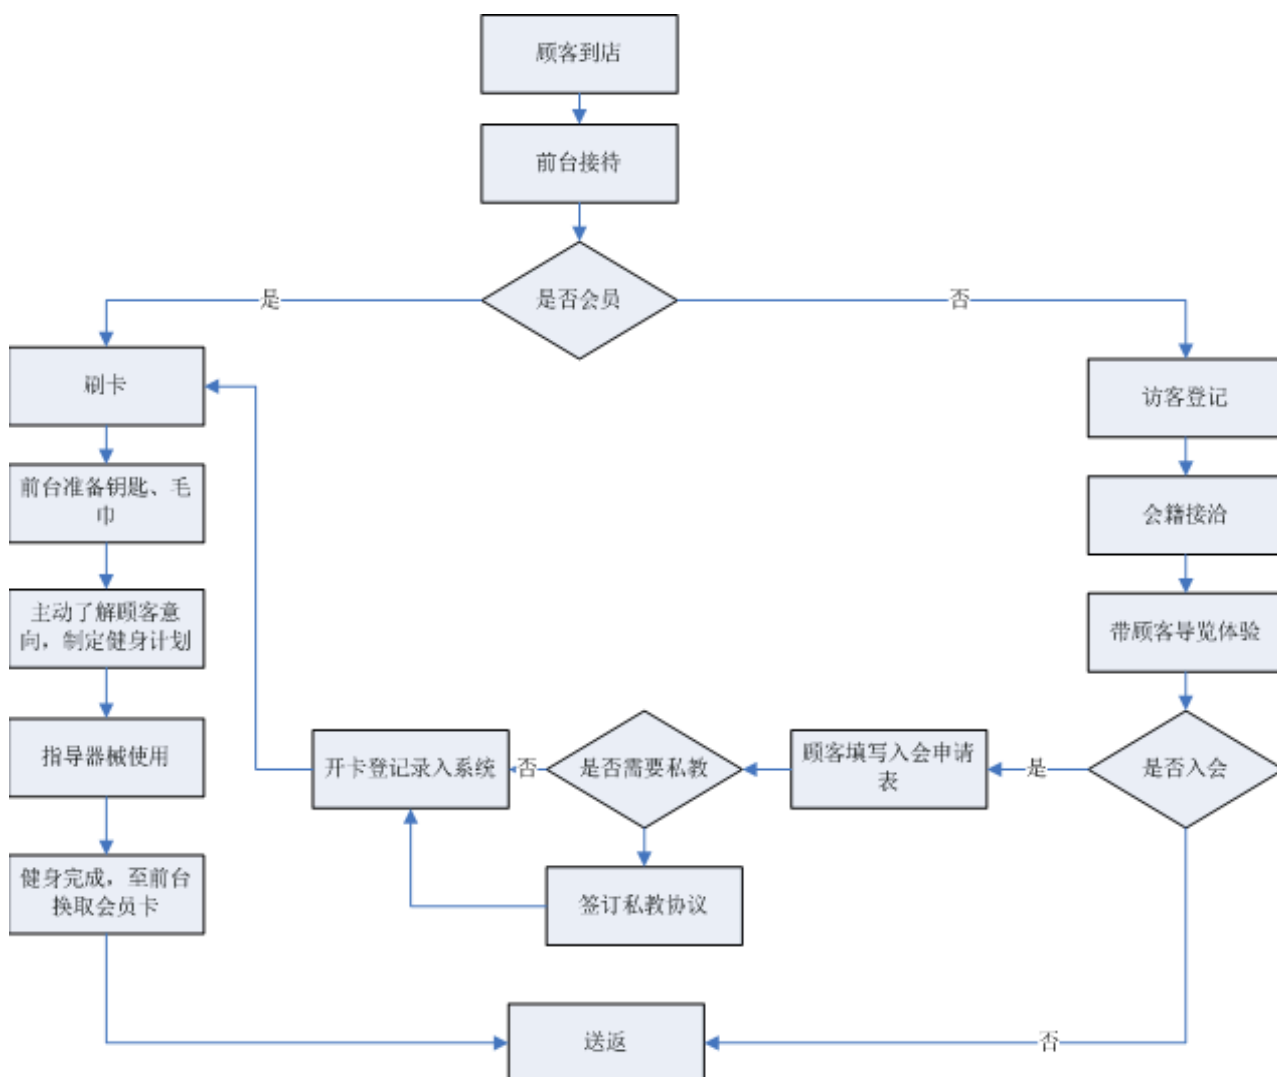 顾客到店
前台接待
是否会员
是
否
刷卡
访客登记
前台准备钥匙、毛
巾
会籍接洽
主动了解顾客意
向，制定健身计划
带顾客导览体验
指导器械使用
开卡登记录入系统
否
是否需要私教
顾客填写入会申请
表
是
是否入会
健身完成，至前台
换取会员卡
签订私教协议
送返
否